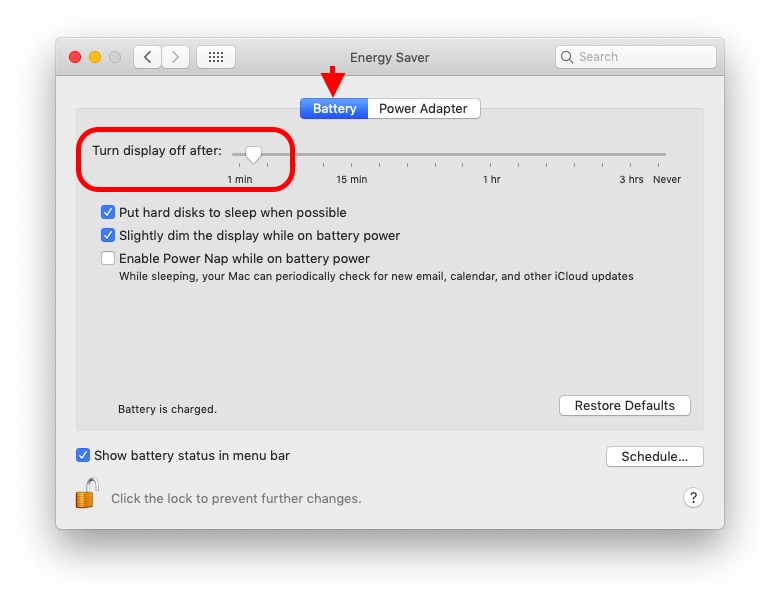 Energy Saver
Search
Battery Power Adapter
Turn display off after:
1 min 15 min 1 hr 3 hrs Never
Put hard disks to sleep when possible
Slightly dim the display while on battery power
Enable Power Nap while on battery power
While sleeping, your Mac can periodically check for new email, calendar, and other iCloud updates
Battery is charged.
Restore Defaults
Show battery status in menu bar
Schedule...
Click the lock to prevent further changes.
?